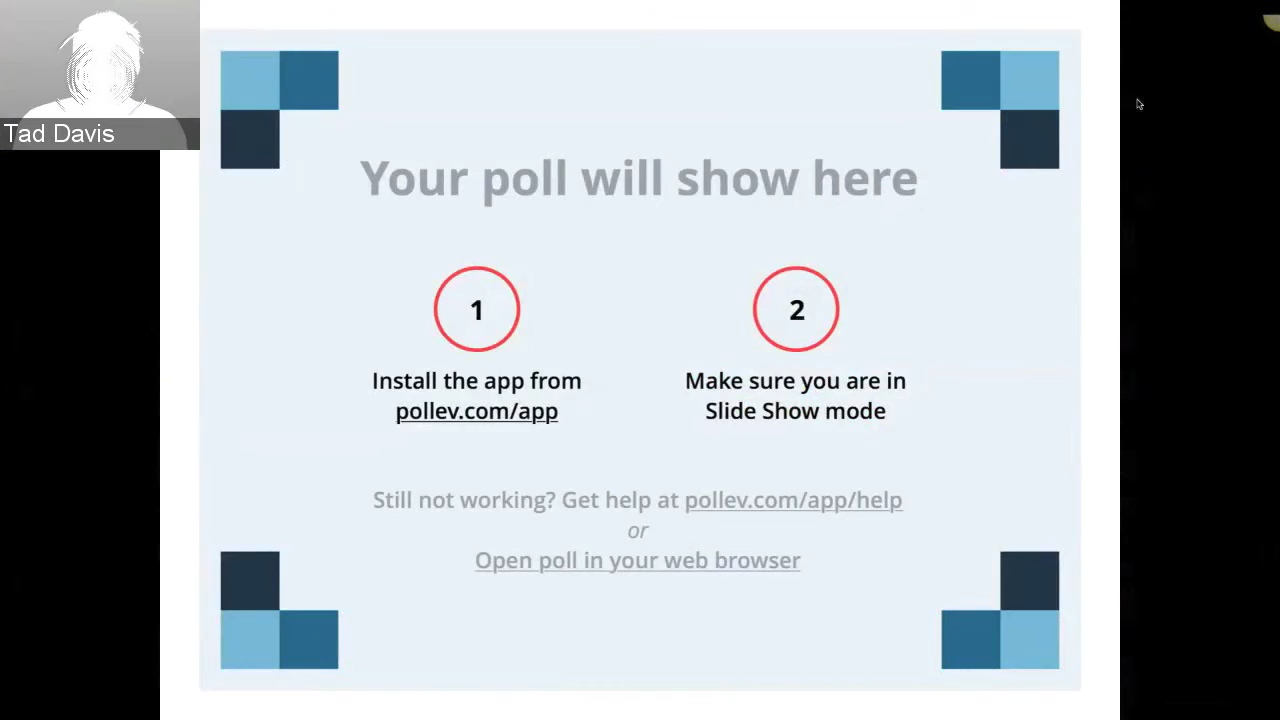 Tad Davis
Your poll will show here
1
2
Install the app from
pollev.com/app
Make sure you are in
Slide Show mode
Still not working? Get help at pollev.com/app/help
or
Open poll in your web browser